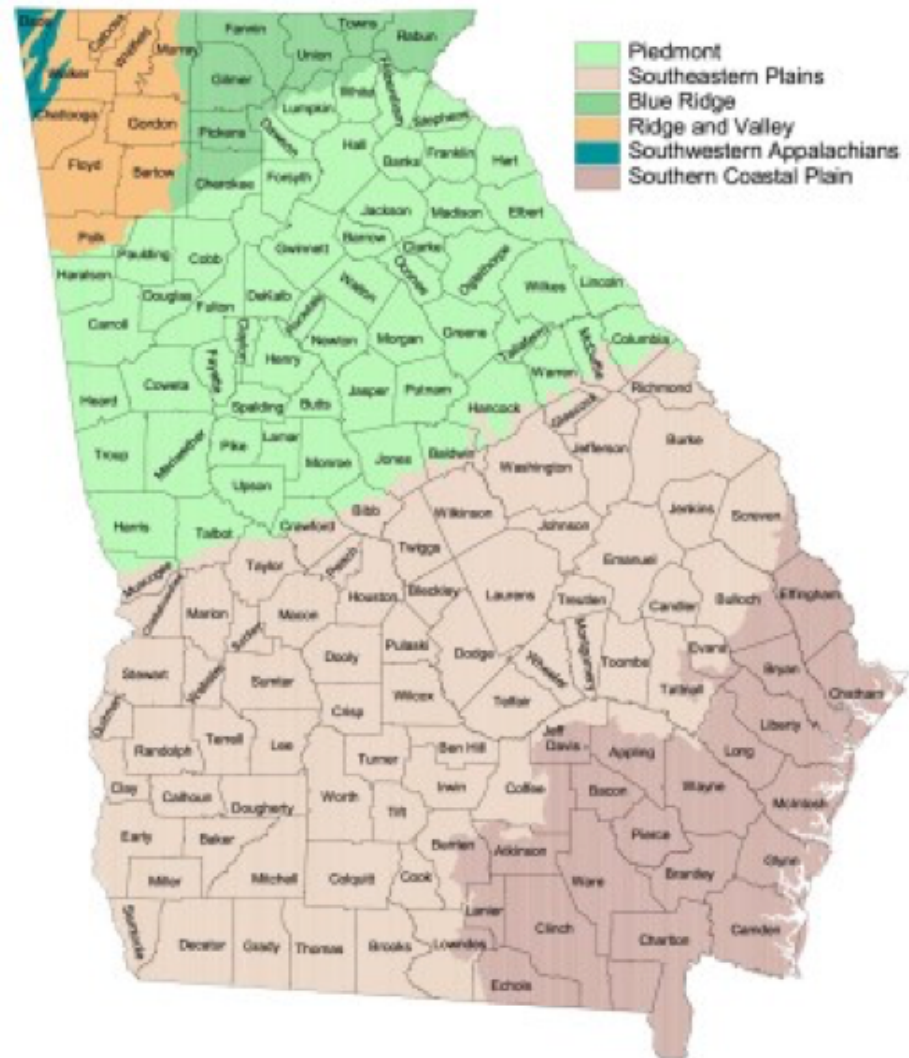 Dade
Catoosa
Whitfield
Murray
Fannin
Towns
Union
Rabun
Walker
Gilmer
Chattooga
Gordon
Pickens
Lumpkin
White
Habersham
Stephens
Dawson
Floyd
Bartow
Cherokee
Forsyth
Hall
Banks
Franklin
Hart
Piedmont
Southeastern Plains
Blue Ridge
Ridge and Valley
Southwestern Appalachians
Southern Coastal Plain
Polk
Paulding
Cobb
Gwinnett
Jackson
Madison
Elbert
Barrow
Clarke
Oconee
Oglethorpe
Haralson
Douglas
Fulton
DeKalb
Rockdale
Walton
Wilkes
Lincoln
Carroll
Clayton
Fayette
Henry
Newton
Morgan
Greene
Taliaferro
Warren
McDuffie
Columbia
Heard
Coweta
Spalding
Butts
Jasper
Putnam
Hancock
Glascock
Richmond
Troup
Meriwether
Pike
Lamar
Monroe
Jones
Baldwin
Washington
Jefferson
Burke
Upson
Harris
Talbot
Crawford
Bibb
Wilkinson
Johnson
Jenkins
Screven
Muscogee
Chattahoochee
Taylor
Peach
Twiggs
Emanuel
Marion
Macon
Houston
Bleckley
Laurens
Treutlen
Candler
Bulloch
Effingham
Stewart
Webster
Schley
Sumter
Dooly
Pulaski
Dodge
Wheeler
Montgomery
Toombs
Evans
Tattnall
Bryan
Chatham
Quitman
Randolph
Terrell
Lee
Crisp
Wilcox
Telfair
Jeff
Davis
Appling
Long
Liberty
Clay
Calhoun
Dougherty
Worth
Turner
Ben Hill
Irwin
Tift
Coffee
Bacon
Wayne
McIntosh
Early
Baker
Miller
Mitchell
Colquitt
Cook
Berrien
Atkinson
Ware
Pierce
Brantley
Glynn
Seminole
Decatur
Grady
Thomas
Brooks
Lowndes
Lanier
Clinch
Echols
Charlton
Camden